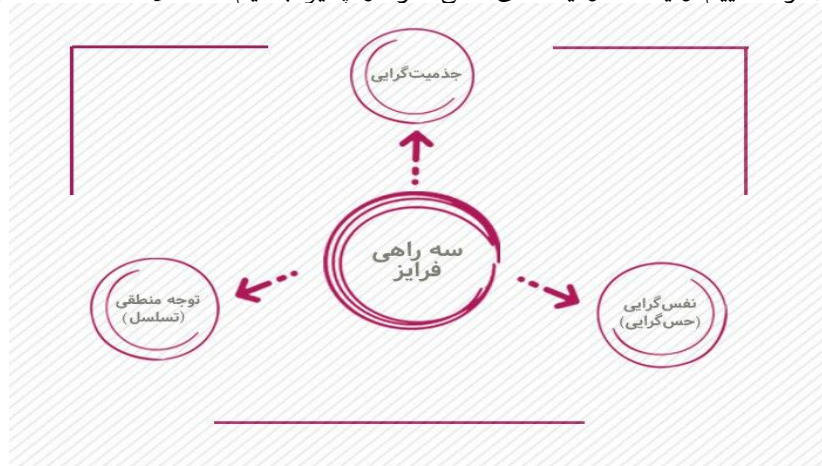 جذمیت‌گرایی
سه راهی
فرایز
توجه منطقی
(تسلسل)
نفس‌گرایی
(حس‌گرایی)